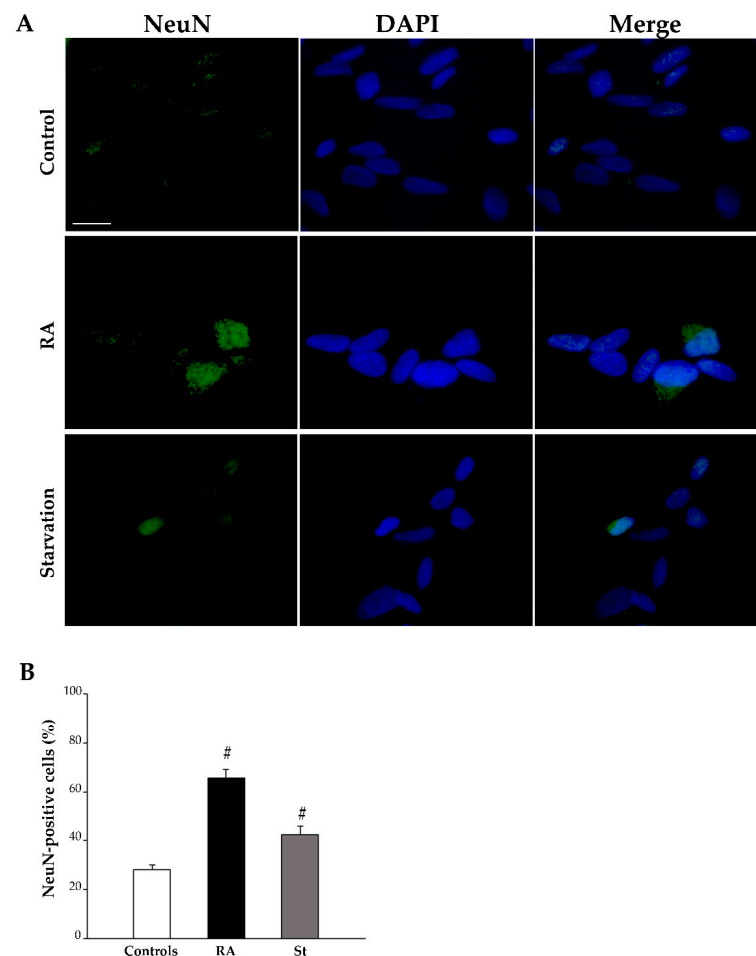 A
NeuN DAPI Merge
Control
RA
Starvation
B
NeuN-positive cells (%)
100
80
60
40
20
0
#
#
Controls RA St